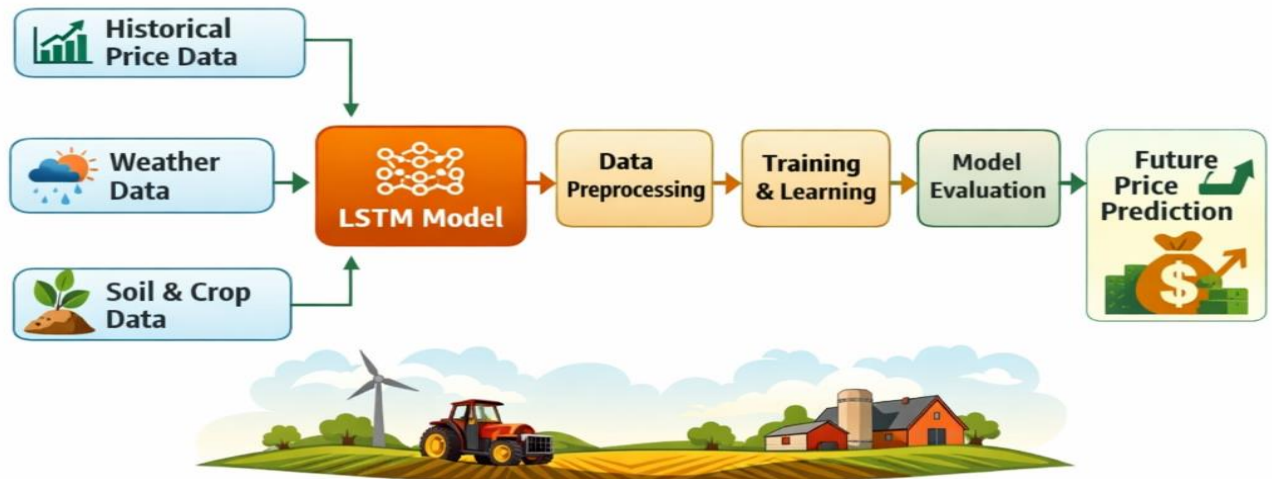 Historical
Price Data
Weather
Data
Soil & Crop
Data
LSTM Model
Data
Preprocessing
Training
& Learning
Model
Evaluation
Future
Price
Prediction
$